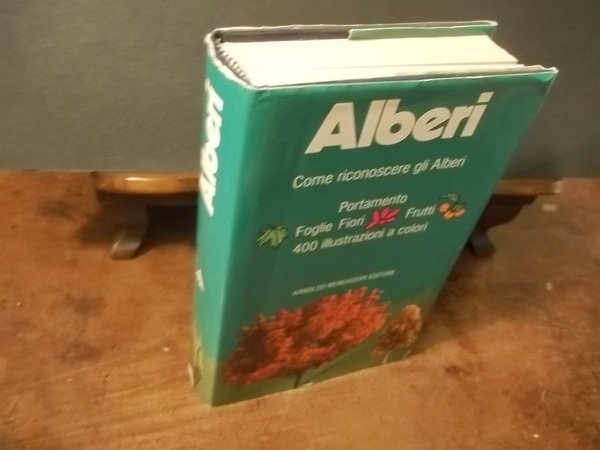 Alberi
Come riconoscere gli Alberi
Portamento
Foglie Fiori Frutti
400 illustrazioni a colori
ARNOLDO MONDADORI EDITORE
Alberi